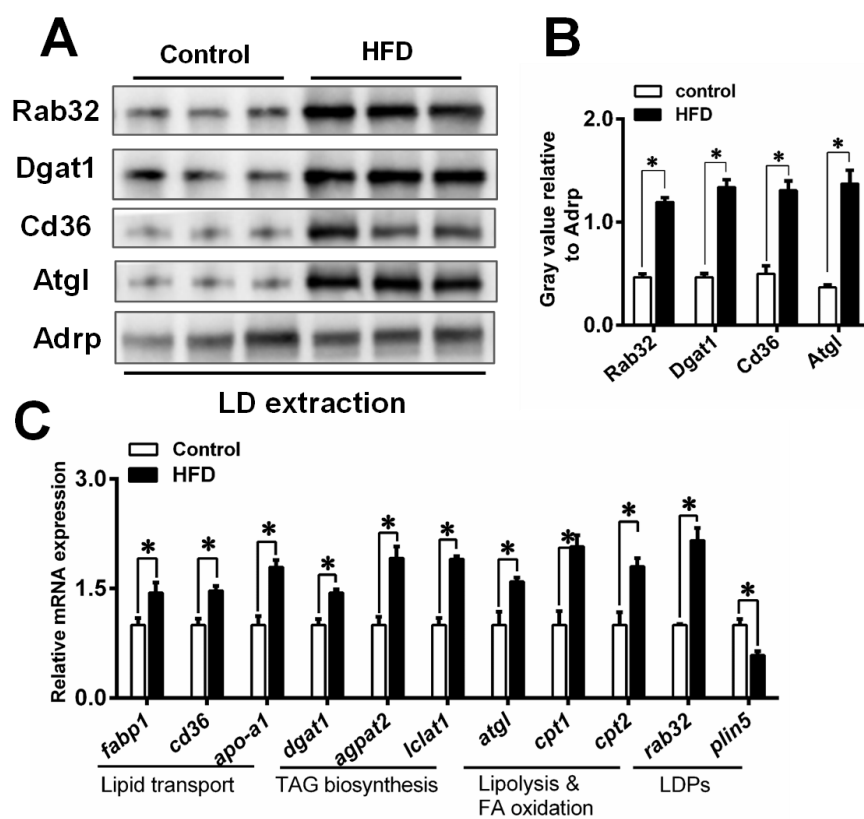 A
Control HFD
Rab32
Dgat1
Cd36
Atgl
Adrp
LD extraction
B
control
HFD
Gray value relative
to Adrp
2.0
1.0
0.0
* * * *
Rab32 Dgat1 Cd36 Atgl
C
Control
HFD
Relative mRNA expression
3.0
1.5
0.0
* * * * * * * * * * *
fabp1 cd36 apo-a1 dgat1 agpat2 lclat1 atgl cpt1 cpt2 rab32 plin5
Lipid transport TAG biosynthesis Lipolysis & LDPs
FA oxidation